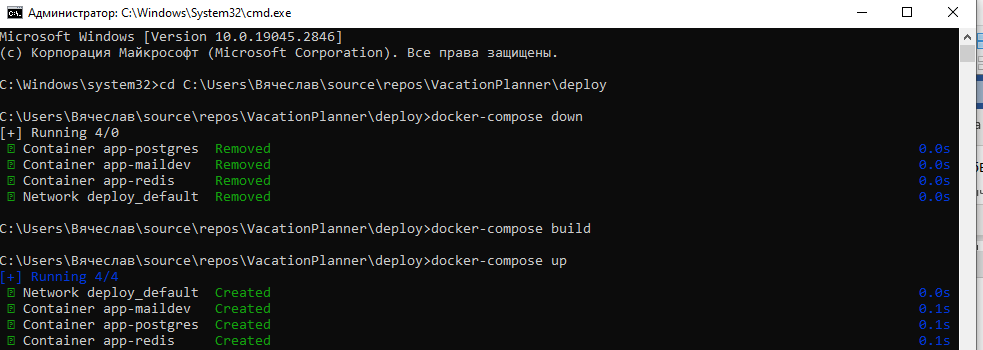 Администратор: C:\Windows\System32\cmd.exe
Microsoft Windows [Version 10.0.19045.2846]
(c) Корпорация Майкрософт (Microsoft Corporation). Все права защищены.
C:\Windows\system32>cd C:\Users\Вячеслав\source\repos\VacationPlanner\deploy
C:\Users\Вячеслав\source\repos\VacationPlanner\deploy>docker-compose down
[+] Running 4/0
Container app-postgres Removed 0.0s
Container app-maildev Removed 0.0s
Container app-redis Removed 0.0s
Network deploy_default Removed 0.0s
C:\Users\Вячеслав\source\repos\VacationPlanner\deploy>docker-compose build
C:\Users\Вячеслав\source\repos\VacationPlanner\deploy>docker-compose up
[+] Running 4/4
Network deploy_default Created 0.0s
Container app-maildev Created 0.1s
Container app-postgres Created 0.1s
Container app-redis Created 0.1s